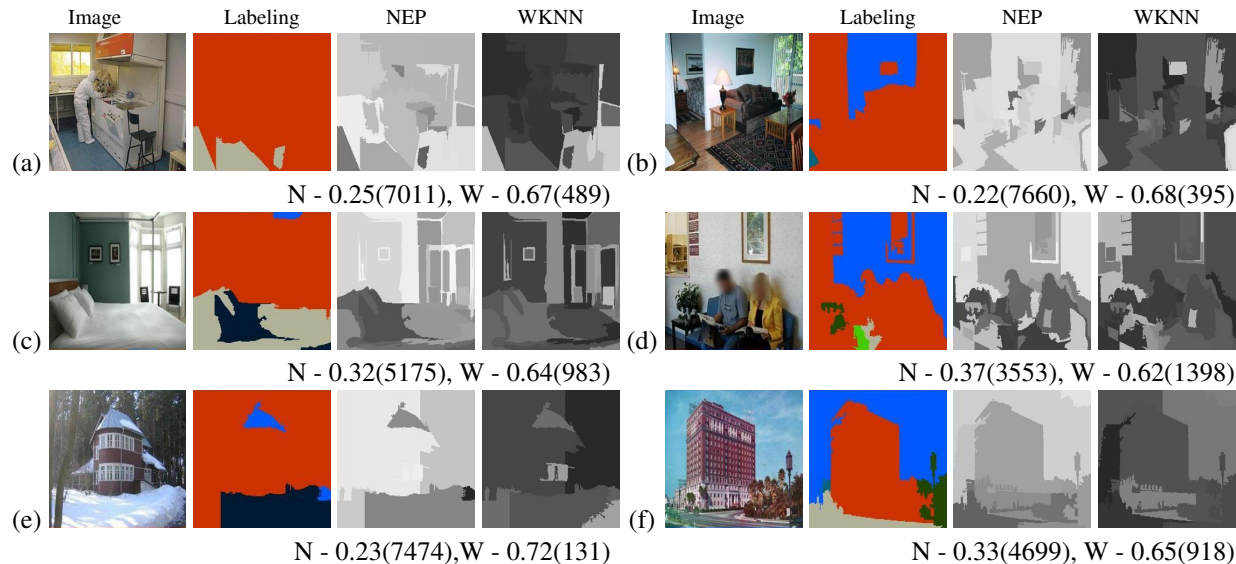 Image Labeling NEP WKNN Image Labeling NEP WKNN
(a) (b)
N - 0.25(7011), W - 0.67(489) N - 0.22(7660), W - 0.68(395)
(c) (d)
N - 0.32(5175), W - 0.64(983) N - 0.37(3553), W - 0.62(1398)
(e) (f)
N - 0.23(7474),W - 0.72(131) N - 0.33(4699), W - 0.65(918)